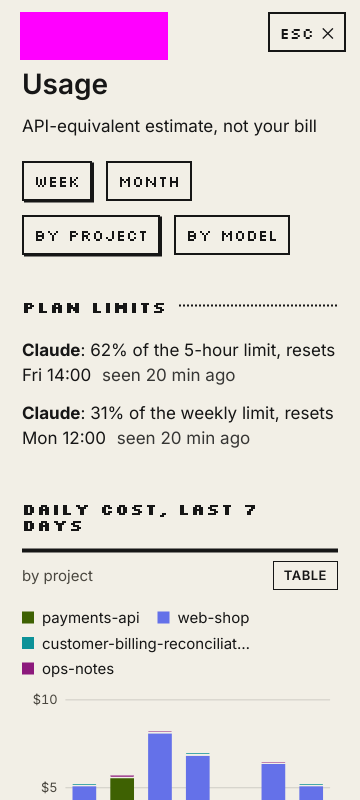 ESC ×
Usage
API-equivalent estimate, not your bill
WEEK MONTH
BY PROJECT BY MODEL
PLAN LIMITS
Claude: 62% of the 5-hour limit, resets
Fri 14:00 seen 20 min ago
Claude: 31% of the weekly limit, resets
Mon 12:00 seen 20 min ago
DAILY COST, LAST 7
DAYS
by project TABLE
payments-api web-shop
customer-billing-reconciliat...
ops-notes
$10
$5